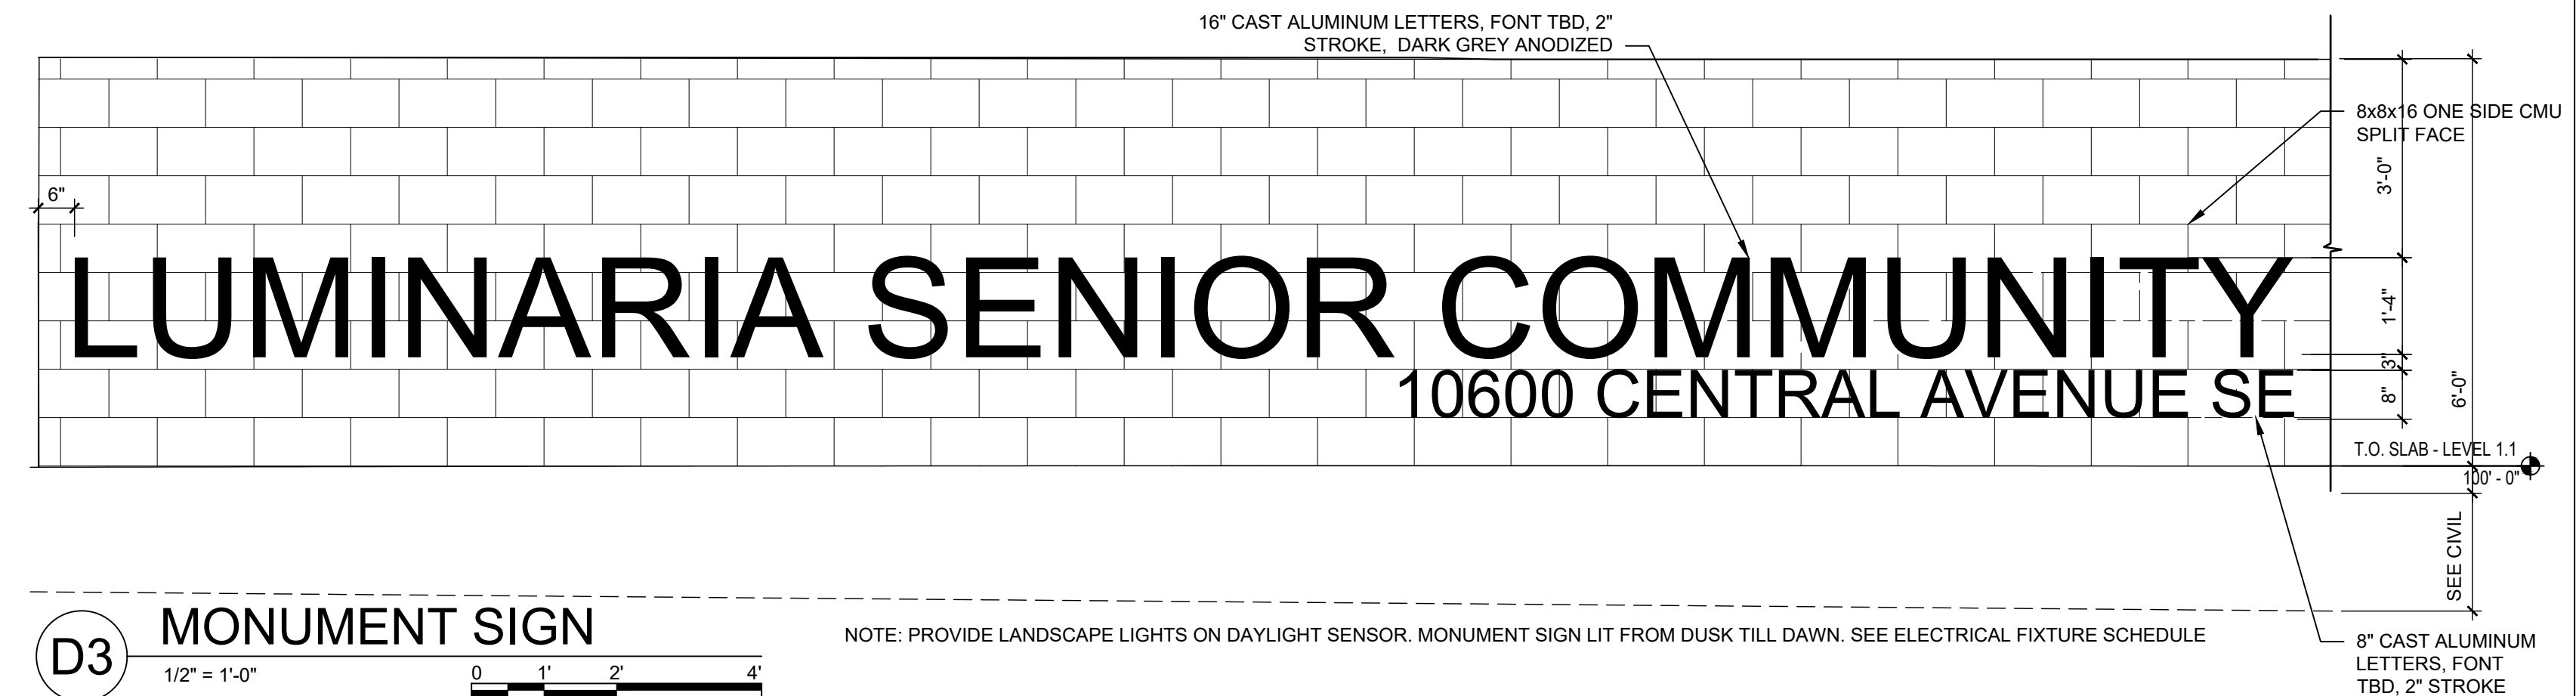 16" CAST ALUMINUM LETTERS, FONT TBD, 2"
STROKE, DARK GREY ANODIZED
8x8x16 ONE SIDE CMU
SPLIT FACE
3'-0"
6"
LUMINARIA SENIOR COMMUNITY
1'-4"
3"
10600 CENTRAL AVENUE SE
8"
6'-0"
T.O. SLAB - LEVEL 1.1
100' - 0"
SEE CIVIL
D3
MONUMENT SIGN
1/2" = 1'-0"
0 1' 2' 4'
NOTE: PROVIDE LANDSCAPE LIGHTS ON DAYLIGHT SENSOR. MONUMENT SIGN LIT FROM DUSK TILL DAWN. SEE ELECTRICAL FIXTURE SCHEDULE
8" CAST ALUMINUM
LETTERS, FONT
TBD, 2" STROKE